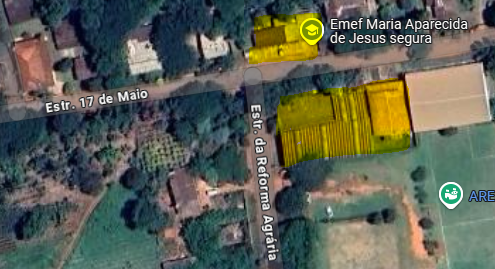 Emef Maria Aparecida
de Jesus segura
Estr. 17 de Maio
Estr. da Reforma Agrária
ARE